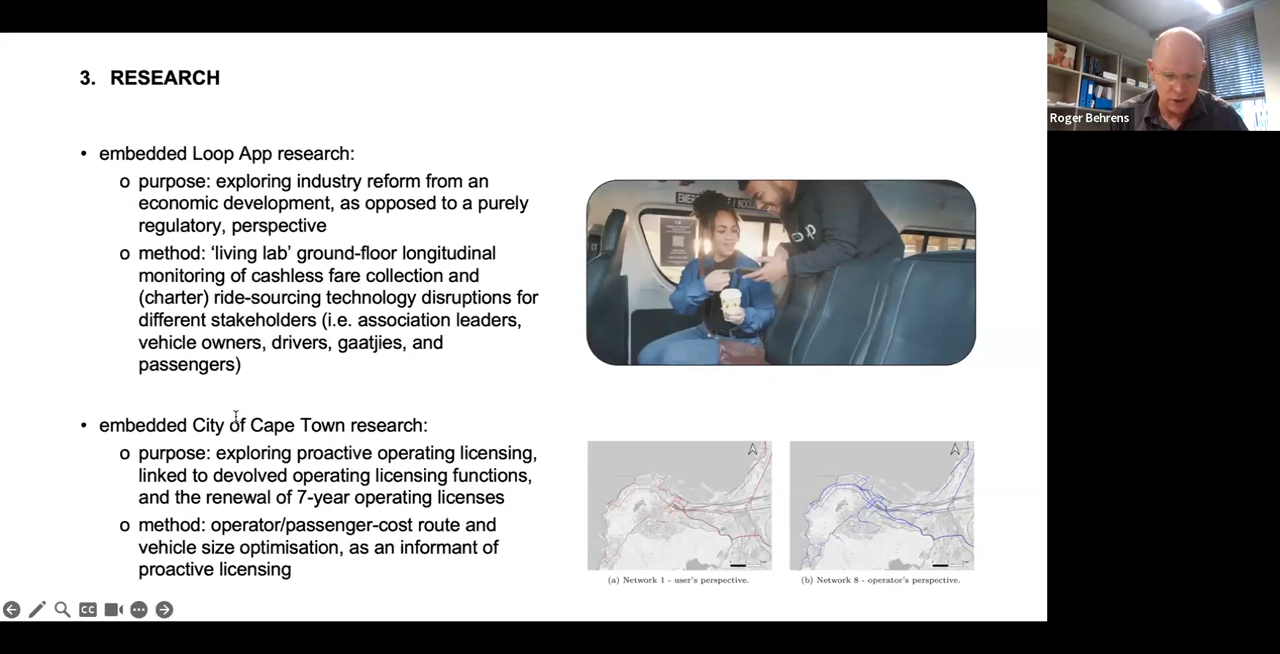 3. RESEARCH
Roger Behrens
• embedded Loop App research:
o purpose: exploring industry reform from an
economic development, as opposed to a purely
regulatory, perspective
o method: ‘living lab’ ground-floor longitudinal
monitoring of cashless fare collection and
(charter) ride-sourcing technology disruptions for
different stakeholders (i.e. association leaders,
vehicle owners, drivers, gaatjies, and
passengers)
• embedded City of Cape Town research:
o purpose: exploring proactive operating licensing,
linked to devolved operating licensing functions,
and the renewal of 7-year operating licenses
o method: operator/passenger-cost route and
vehicle size optimisation, as an informant of
proactive licensing
(a) Network 1 - user's perspective.
(b) Network 8 - operator's perspective.
CC